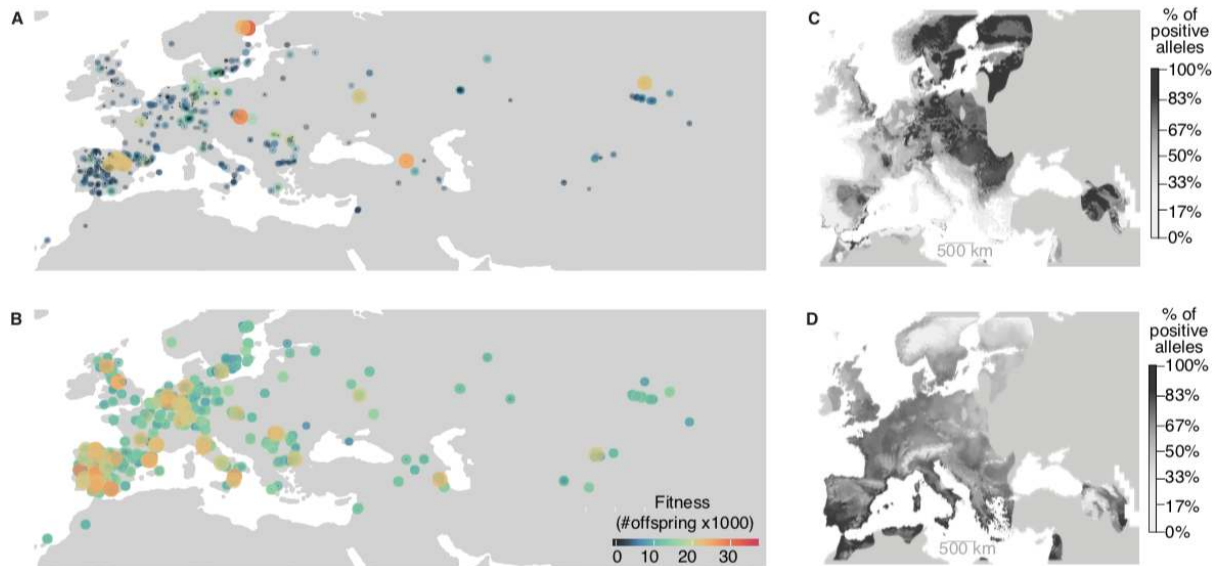 A
C
% of
positive
alleles
100%
83%
67%
50%
33%
17%
0%
500 km
B
Fitness
(#offspring x1000)
0 10 20 30
D
% of
positive
alleles
100%
83%
67%
50%
33%
17%
0%
500 km